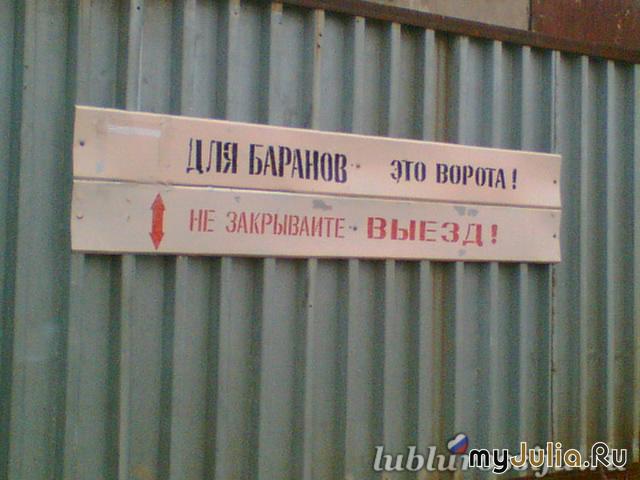 ДЛЯ БАРАНОВ ЭТО ВОРОТА!
НЕ ЗАКРЫВАИТЕ ВЫЕЗД!
myJulia.Ru